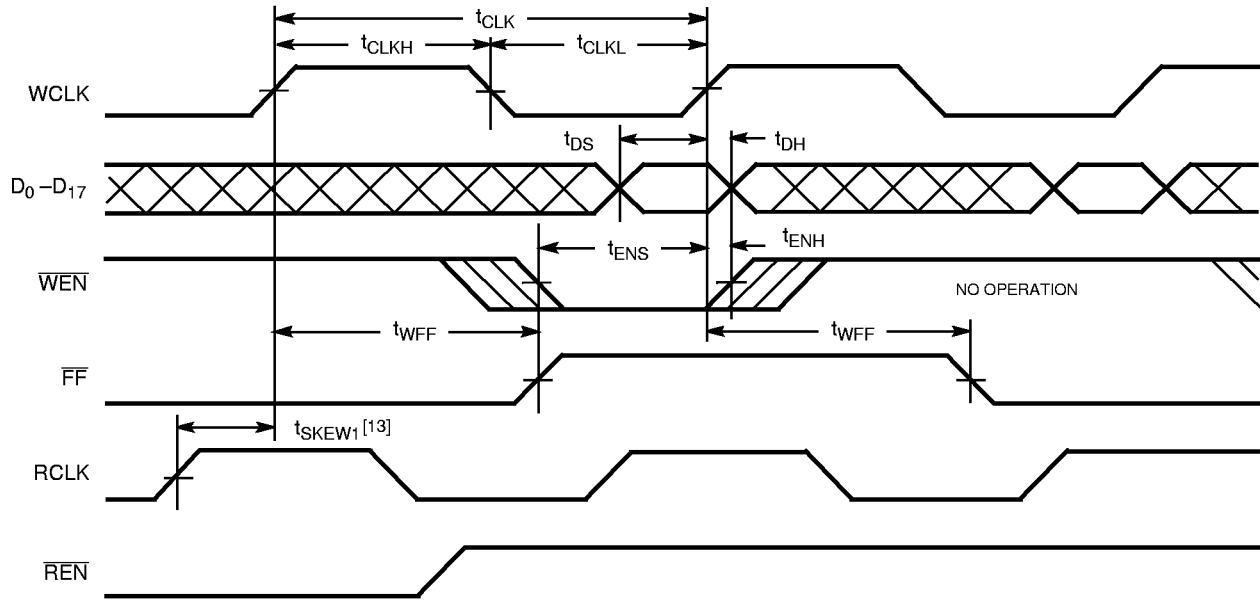 tCLK
tCLKH tCLKL
WCLK
tDS tDH
D0–D17
tENS tENH
WEN
NO OPERATION
tWFF tWFF
FF
tSKEW1 [13]
RCLK
REN